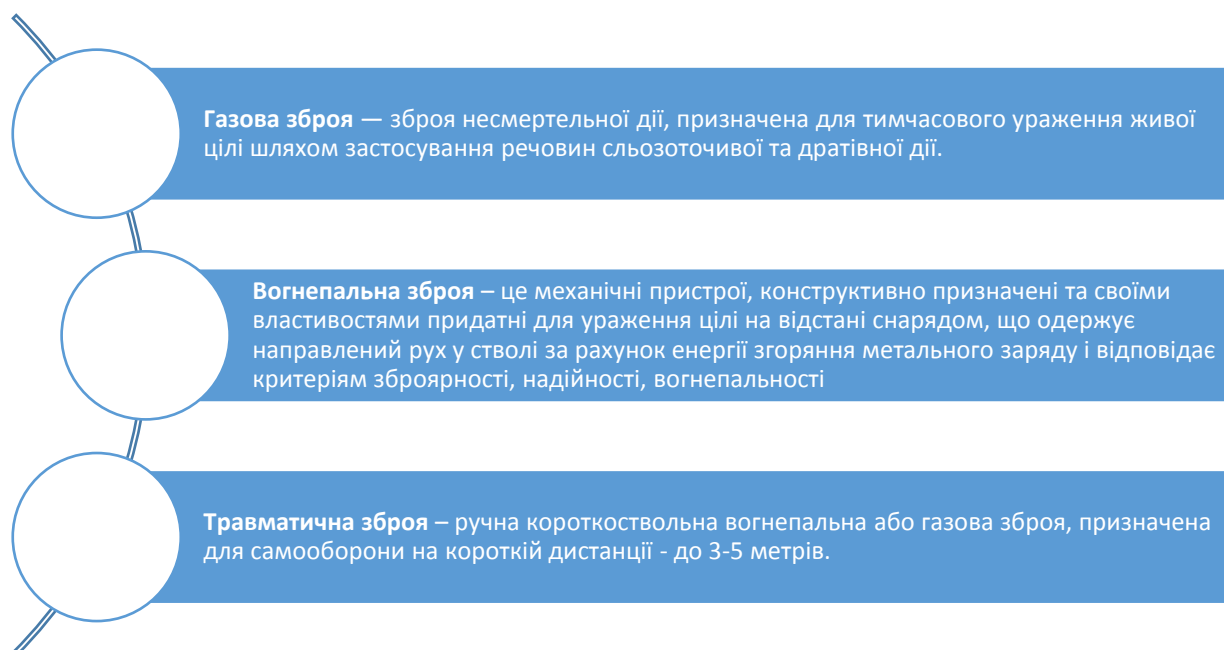 Газова зброя — зброя несмертельної дії, призначена для тимчасового ураження живої
цілі шляхом застосування речовин сльозоточивої та дратівної дії.
Вогнепальна зброя – це механічні пристрої, конструктивно призначені та своїми
властивостями придатні для ураження цілі на відстані снарядом, що одержує
направлений рух у стволі за рахунок енергії згоряння метального заряду і відповідає
критеріям зброярності, надійності, вогнепальності
Травматична зброя – ручна короткоствольна вогнепальна або газова зброя, призначена
для самооборони на короткій дистанції - до 3-5 метрів.